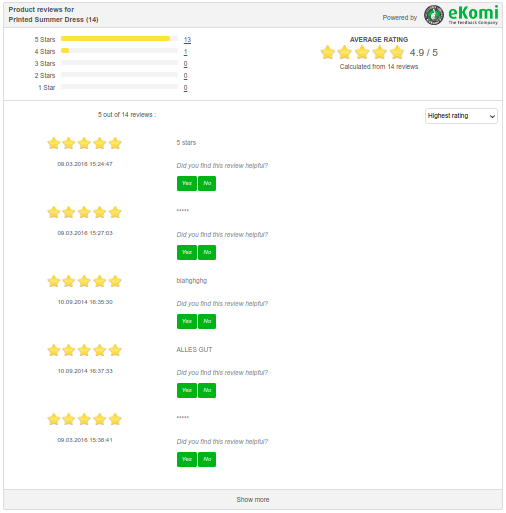 Product reviews for
Printed Summer Dress (14)
Powered by
eKomi
The Feedback Company
5 Stars 13
4 Stars 1
3 Stars 0
2 Stars 0
1 Star 0
AVERAGE RATING
4.9 / 5
Calculated from 14 reviews
5 out of 14 reviews :
Highest rating
5 stars
09.03.2016 15:24:47
Did you find this review helpful?
Yes No
*****
09.03.2016 15:27:03
Did you find this review helpful?
Yes No
blahghghg
10.09.2014 16:35:30
Did you find this review helpful?
Yes No
ALLES GUT
10.09.2014 16:37:33
Did you find this review helpful?
Yes No
*****
09.03.2016 15:38:41
Did you find this review helpful?
Yes No
Show more